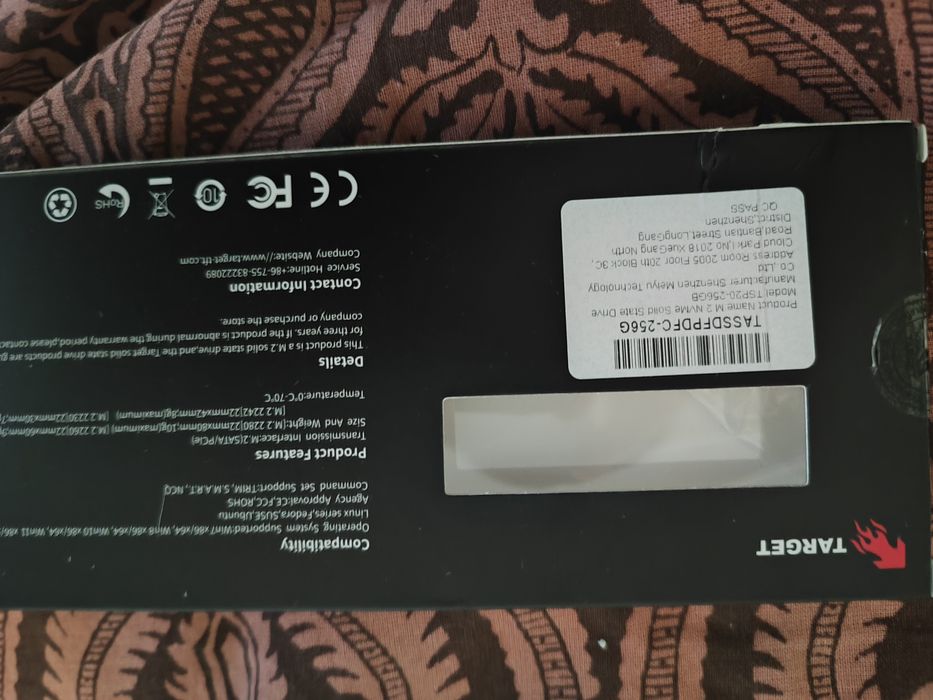 TARGET
Compatibility
Operating System Supported:Win7 x86/x64, Win8 x86/x64, Win10 x86/x64, Win11 x86/
Linux series,Fedora,SUSE,Ubuntu
Agency Approval:CE,FCC,ROHS
Command Set Support:TRIM, S.M.A.R.T, NCQ
Product Features
Transmission Interface:M.2(SATA/PCIe)
Size And Weight:[M.2 2280|22mmx80mm;10g(maximum) [M.2 2260|22mmx60mm;
[M.2 2242|22mmx42mm;8g(maximum) [M.2 2230|22mmx30mm;
Temperature:0°C-70°C
Details
This product is a M.2 solid state drive,and the Target solid state drive products are
for three years. If the product is abnormal during the warranty period,please contact
company or purchase the store.
Contact Information
Service Hotline:+86-755-83222089
Company Website://www.target-tft.com
CE FC 10 RoHS
TASSDFPDFC-256G
Product Name M.2 NVMe Solid State Drive
Model TSP20-256GB
Manufacturer Shenzhen Meiyu Technology
Co.,Ltd
Address Room 2005 Floor 20th Block 3C,
Cloud Park I,No 2018 XueGang North
Road,Bantian Street,LongGang
District,Shenzhen
QC PASS